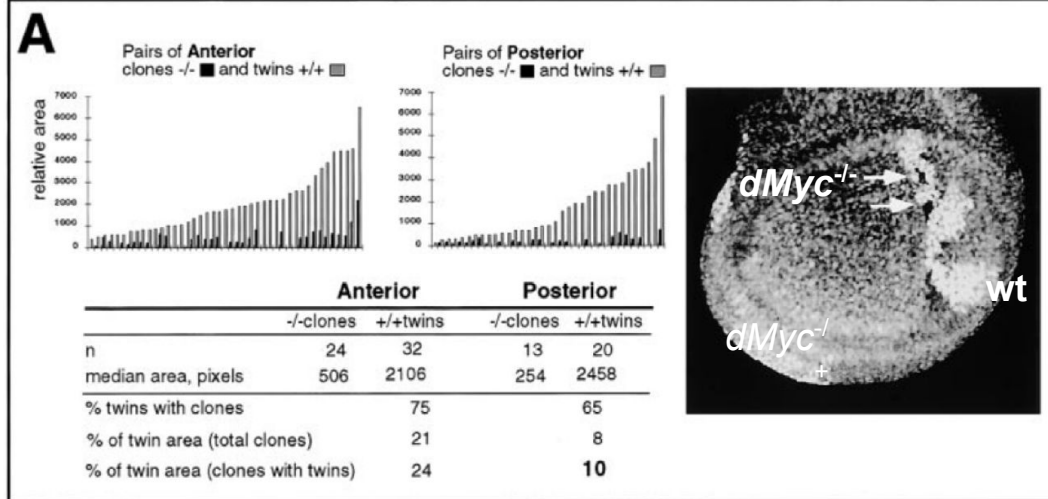 A
Pairs of Anterior
clones -/- ■ and twins +/+
Pairs of Posterior
clones -/- ■ and twins +/+
relative area
7000
6000
5000
4000
3000
2000
1000
0
7000
6000
5000
4000
3000
2000
1000
0
dMyc-/-
wt
dMyc-/
+
Anterior Posterior
-/-clones +/+twins -/-clones +/+twins
n 24 32 13 20
median area, pixels 506 2106 254 2458
% twins with clones 75 65
% of twin area (total clones) 21 8
% of twin area (clones with twins) 24 10